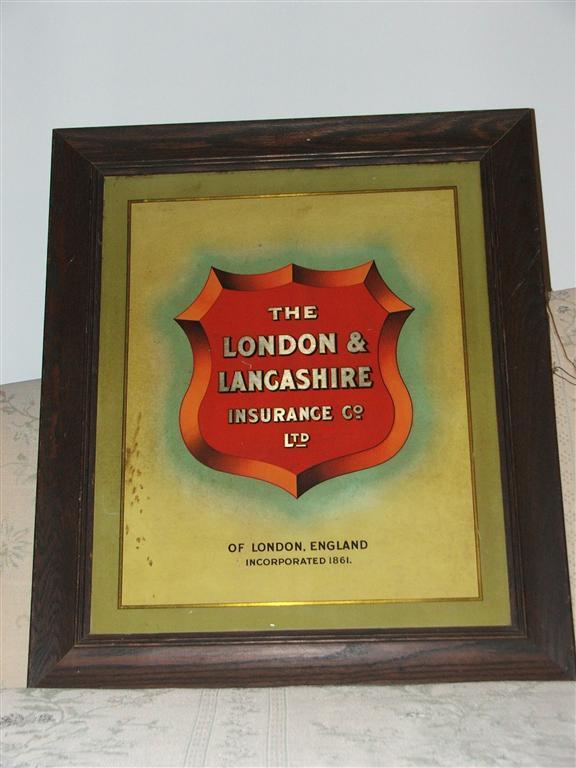 THE
LONDON &
LANCASHIRE
INSURANCE Co
LTD
OF LONDON, ENGLAND
INCORPORATED 1861.